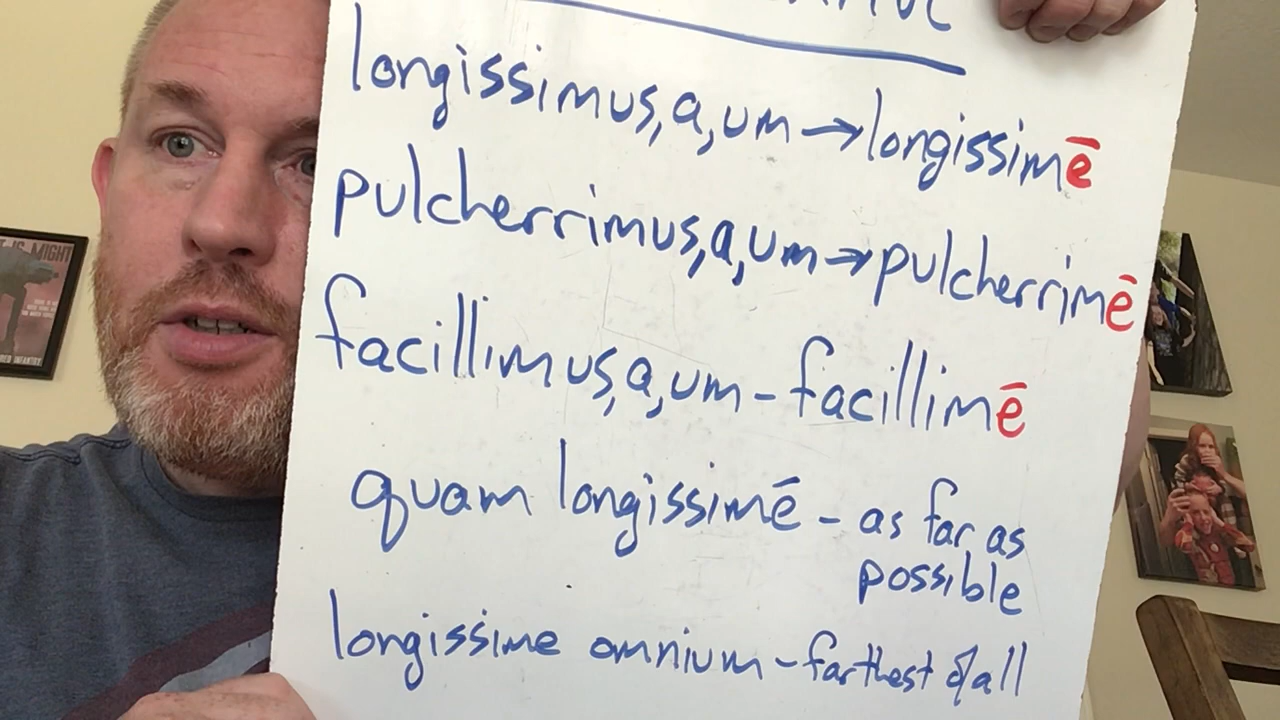 longissimus,a,um→longissimē
pulcherrimus,a,um→pulcherrimē
facillimus,a,um-facillimē
quam longissimē - as far as
possible
longissime omnium-farthest of all